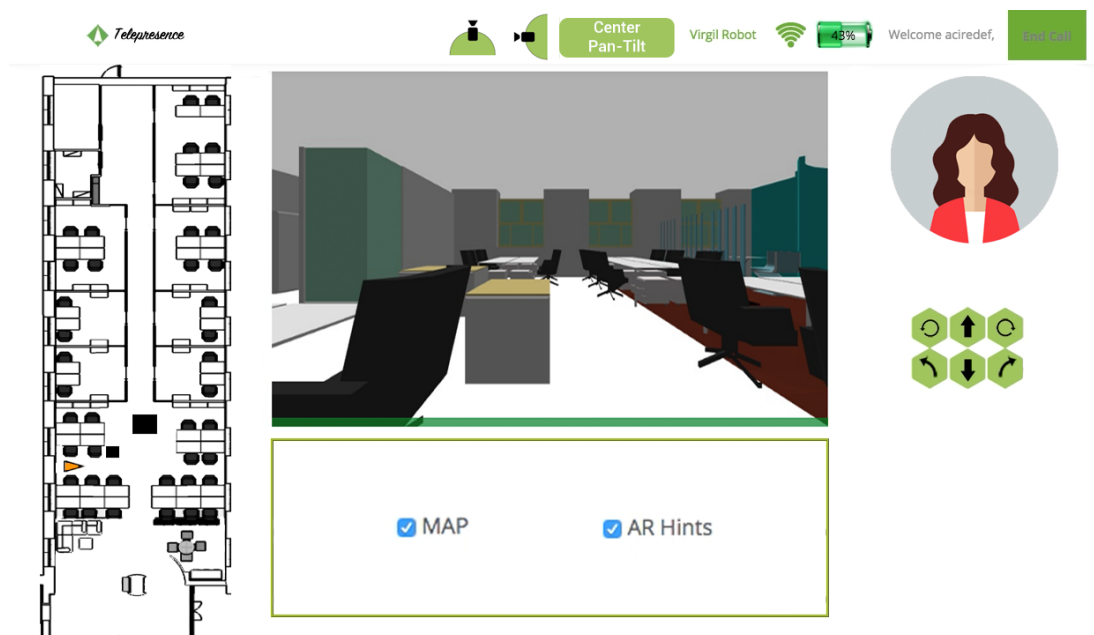 Telepresence
Center
Pan-Tilt
Virgil Robot
43%
Welcome aciredef,
End Call
MAP
AR Hints